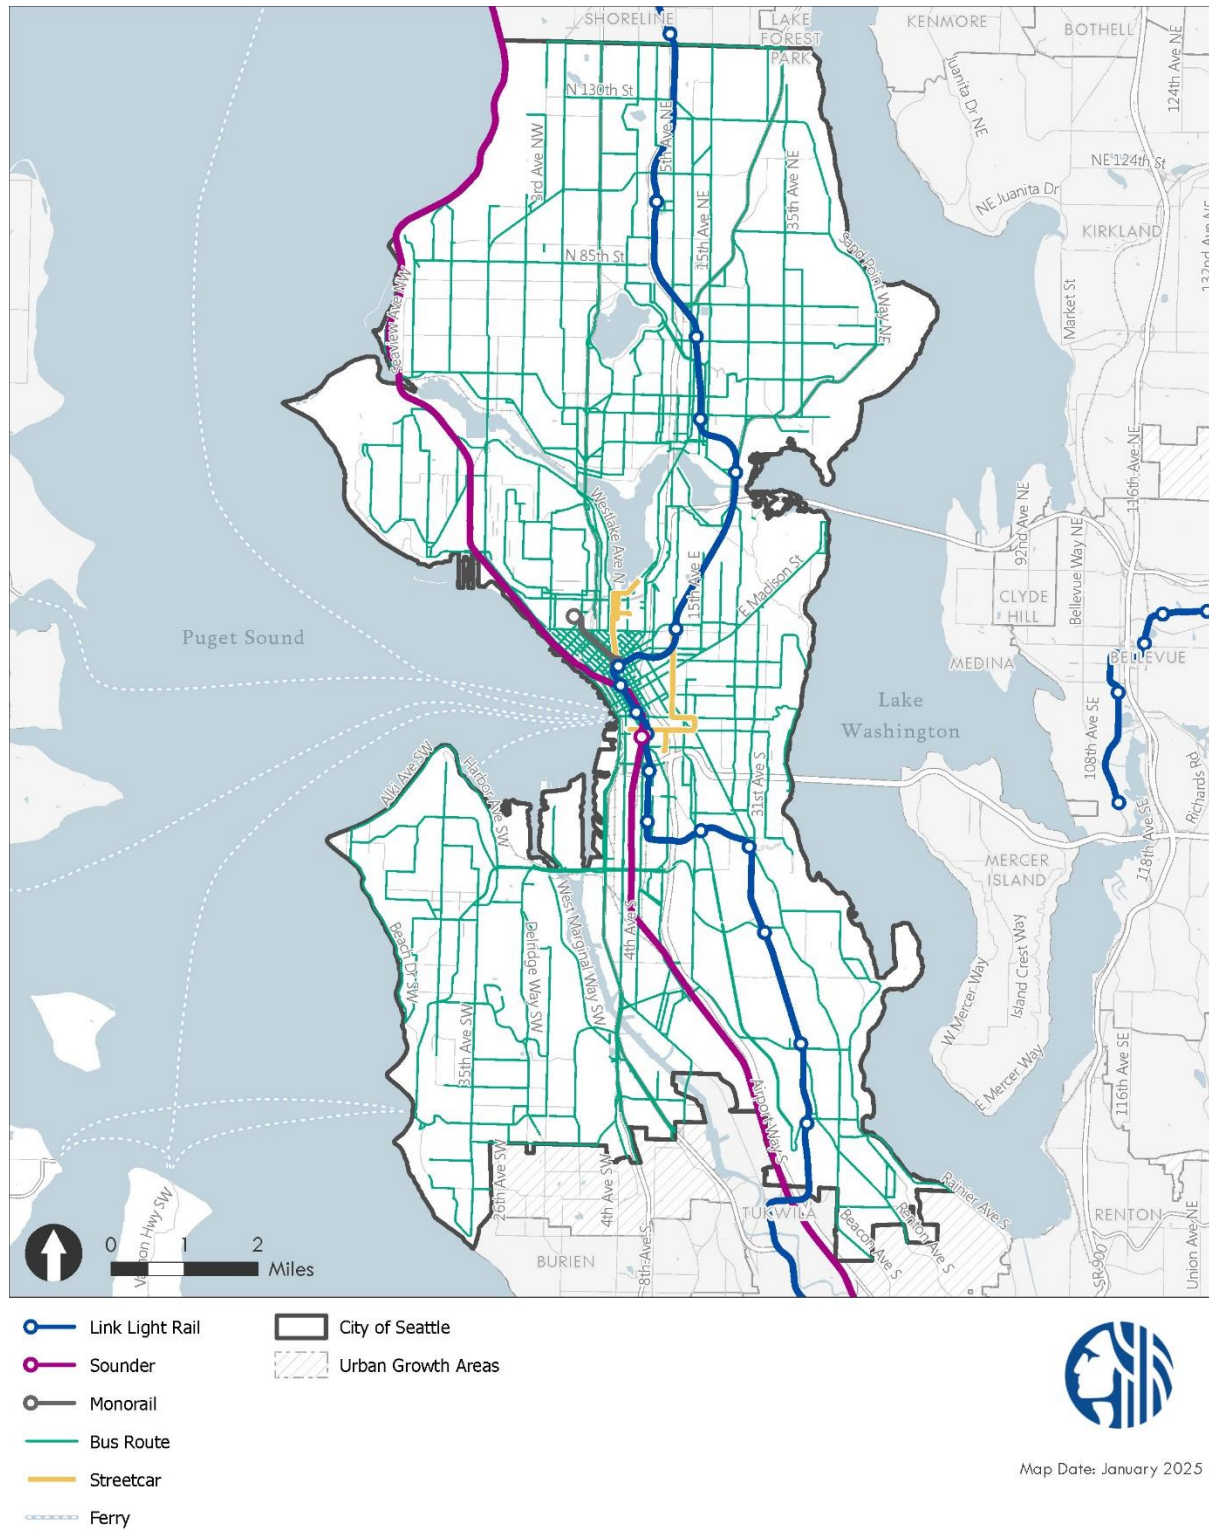 SHORELINE
LAKE
FOREST
PARK
KENMORE
BOTHELL
124th Ave NE
Juanita Dr NE
N 130th St
5th Ave NE
3rd Ave NW
35th Ave NE
15th Ave NE
NE 124th St
NE Juanita Dr
KIRKLAND
132nd Ave NE
N 85th St
Sand Point Way NE
Seaview Ave NW
Market St
116th Ave NE
92nd Ave NE
Bellevue Way NE
Westlake Ave N
15th Ave E
E Madison St
CLYDE
HILL
Puget Sound
MEDINA
BELLEVUE
Lake
Washington
108th Ave SE
Alki Ave SW
Harbor Ave SW
31st Ave S
Richards Rd
118th Ave SE
MERCER
ISLAND
West Marginal Way SW
4th Ave S
Beach Dr SW
Delridge Way SW
Island Crest Way
W Mercer Way
35th Ave SW
E Mercer Way
116th Ave SE
Airport Way S
26th Ave SW
4th Ave SW
Rainier Ave S
Vashon Hwy SW
TUKWILA
Renton Ave S
Beacon Ave S
RENTON
BURIEN
8th Ave S
SR-900
Union Ave NE
0 1 2
Miles
Link Light Rail
City of Seattle
Sounder
Urban Growth Areas
Monorail
Bus Route
Streetcar
Ferry
Map Date: January 2025